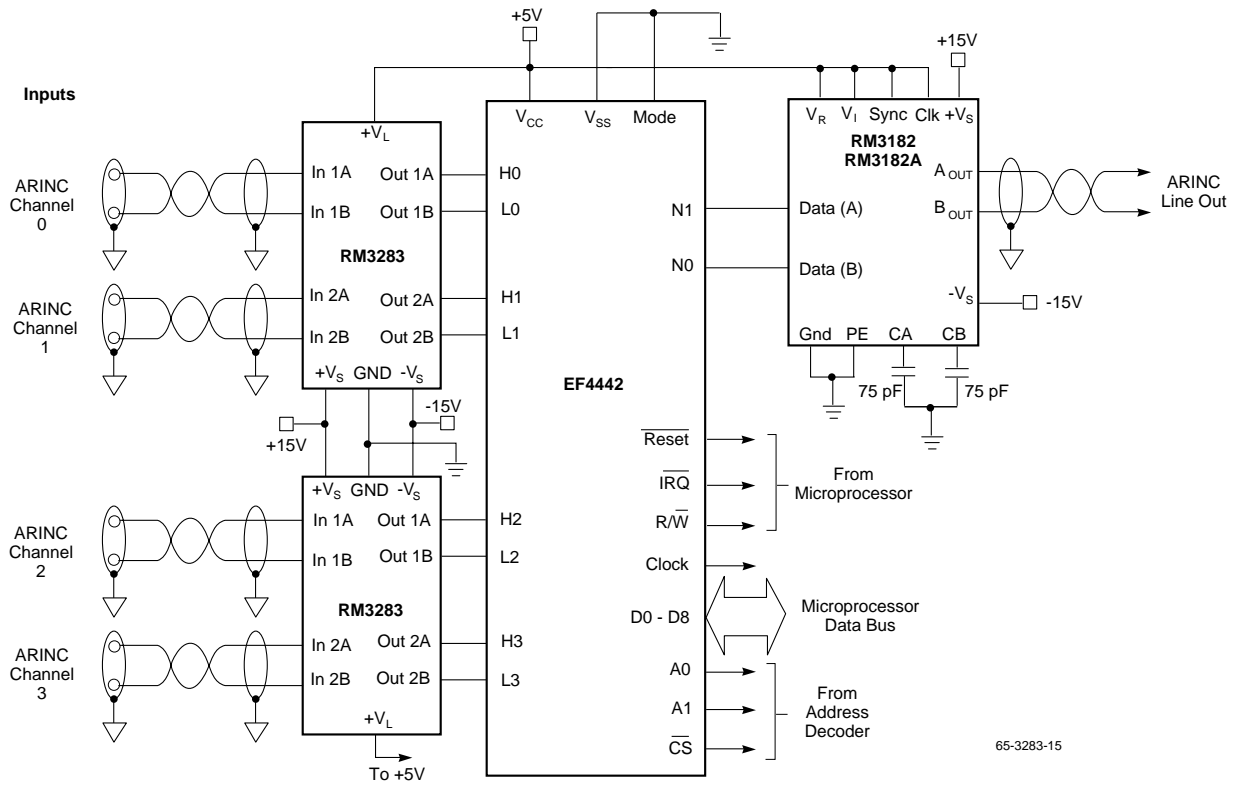 +5V
+15V
Inputs
+VL
VCC
VSS
Mode
VR
VI
Sync
Clk
+VS
RM3182
RM3182A
ARINC
Channel
0
In 1A
Out 1A
H0
In 1B
Out 1B
L0
RM3283
N1
Data (A)
AOUT
BOUT
ARINC
Line Out
N0
Data (B)
ARINC
Channel
1
In 2A
Out 2A
H1
In 2B
Out 2B
L1
-VS
-15V
Gnd
PE
CA
CB
75 pF
75 pF
+VS
GND
-VS
EF4442
+15V
-15V
Reset
IRQ
R/W
From
Microprocessor
+VS
GND
-VS
ARINC
Channel
2
In 1A
Out 1A
H2
In 1B
Out 1B
L2
RM3283
Clock
D0 - D8
Microprocessor
Data Bus
ARINC
Channel
3
In 2A
Out 2A
H3
In 2B
Out 2B
L3
+VL
To +5V
A0
A1
CS
From
Address
Decoder
65-3283-15